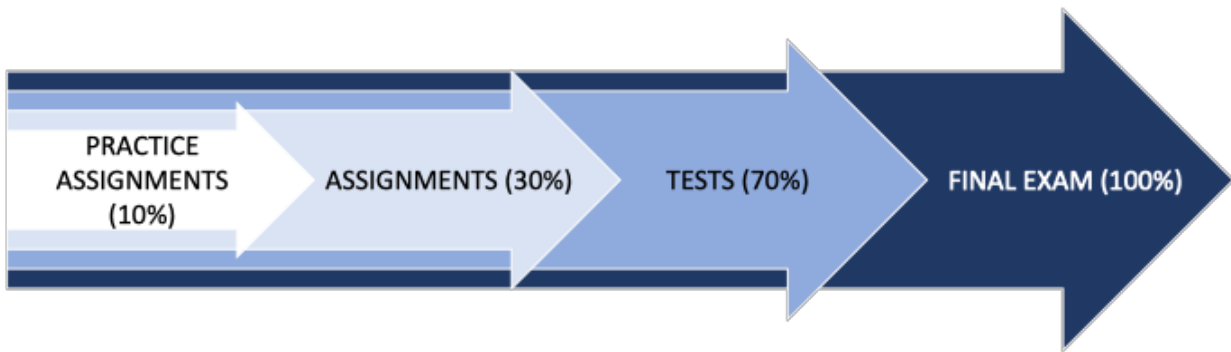 PRACTICE
ASSIGNMENTS
(10%)
ASSIGNMENTS (30%)
TESTS (70%)
FINAL EXAM (100%)